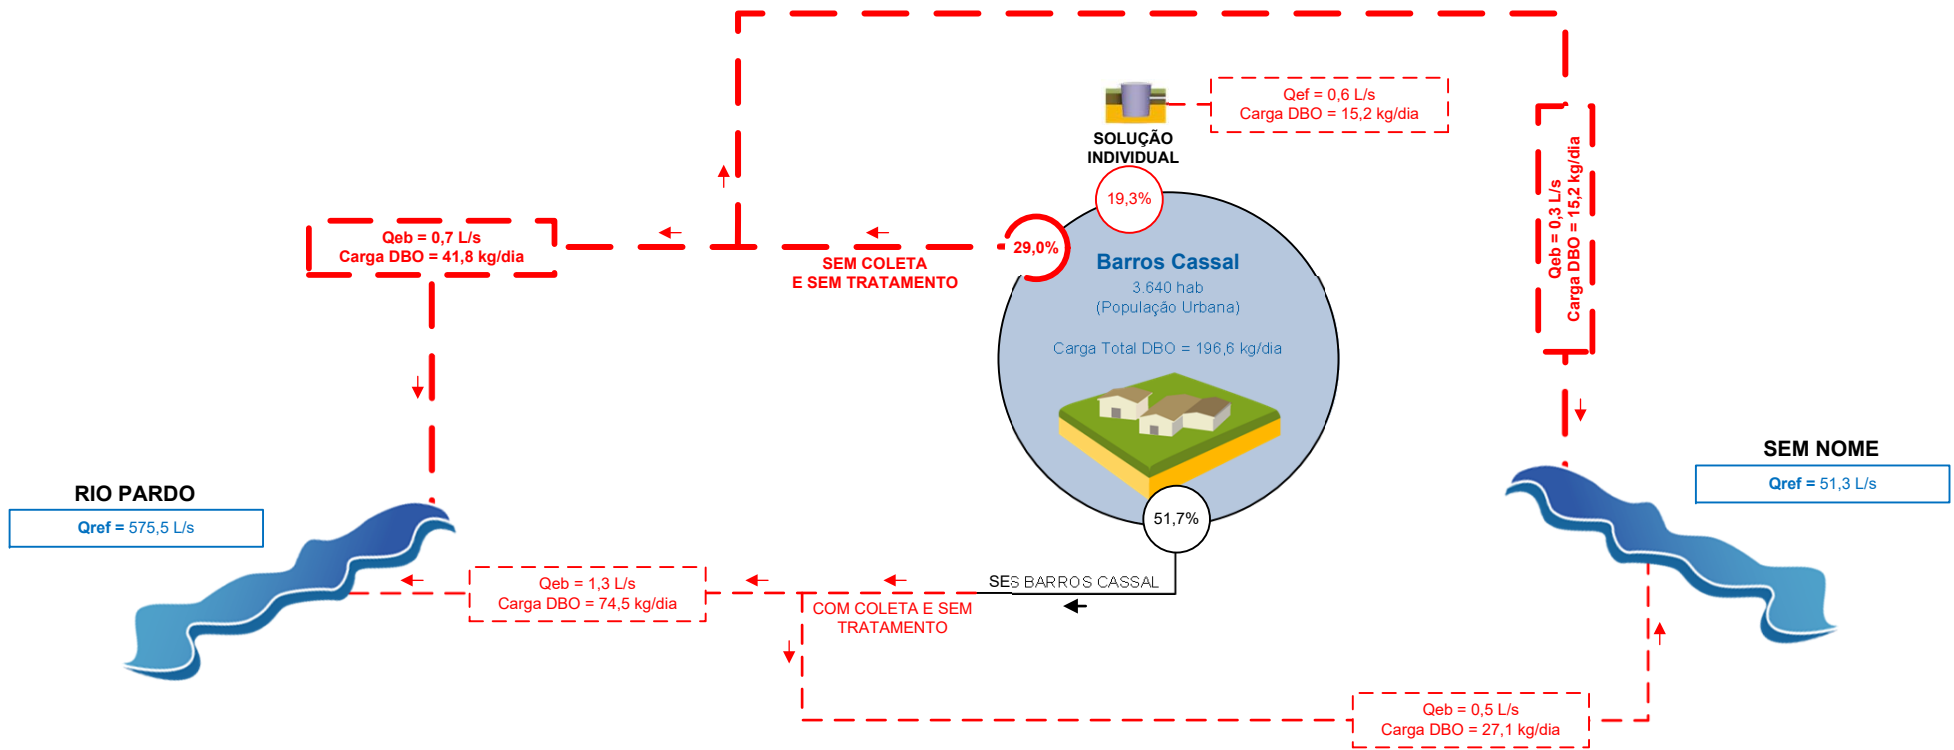 Qef = 0,6 L/s
Carga DBO = 15,2 kg/dia
SOLUÇÃO
INDIVIDUAL
19,3%
Qeb = 0,3 L/s
Carga DBO = 15,2 kg/dia
Qeb = 0,7 L/s
Carga DBO = 41,8 kg/dia
29,0%
SEM COLETA
E SEM TRATAMENTO
Barros Cassal
3.640 hab
(População Urbana)
Carga Total DBO = 196,6 kg/dia
SEM NOME
Qref = 51,3 L/s
RIO PARDO
Qref = 575,5 L/s
51,7%
SES BARROS CASSAL
Qeb = 1,3 L/s
Carga DBO = 74,5 kg/dia
COM COLETA E SEM
TRATAMENTO
Qeb = 0,5 L/s
Carga DBO = 27,1 kg/dia